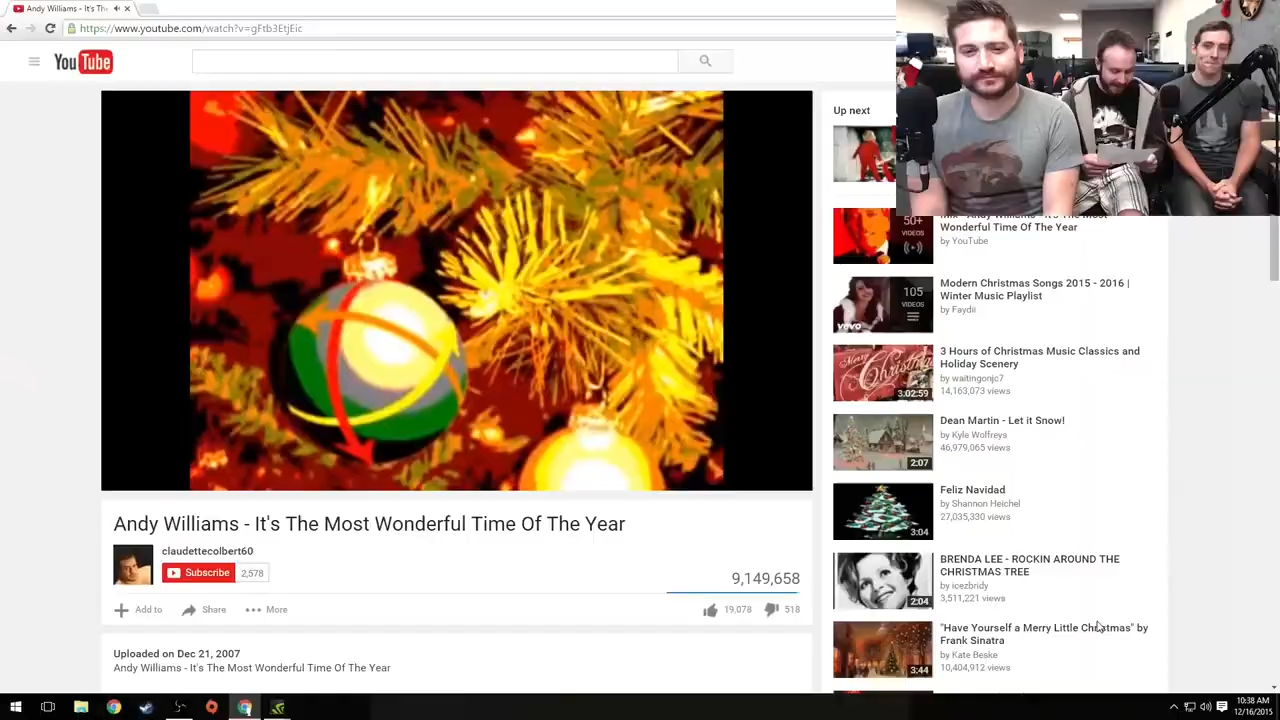 Andy Williams - It's Th
https://www.youtube.com/watch?v=gFtb3EtjEic
YouTube
Up next
50+
VIDEOS
Mix - Andy Williams - It's The Most
Wonderful Time Of The Year
by YouTube
105
VIDEOS
vevo
Modern Christmas Songs 2015 - 2016 |
Winter Music Playlist
by Faydii
Merry
Christmas
3:02:59
3 Hours of Christmas Music Classics and
Holiday Scenery
by waitingonjc7
14,163,073 views
2:07
Dean Martin - Let it Snow!
by Kyle Wolfreys
46,979,065 views
3:04
Feliz Navidad
by Shannon Heichel
27,035,330 views
2:04
BRENDA LEE - ROCKIN AROUND THE
CHRISTMAS TREE
by icezbridy
3,511,221 views
3:44
"Have Yourself a Merry Little Christmas" by
Frank Sinatra
by Kate Beske
10,404,912 views
Andy Williams - It's The Most Wonderful Time Of The Year
claudettecolbert60
Subscribe 2,578
9,149,658
Add to Share More
19,078 518
Uploaded on Dec 21, 2007
Andy Williams - It's The Most Wonderful Time Of The Year
10:38 AM
12/16/2015